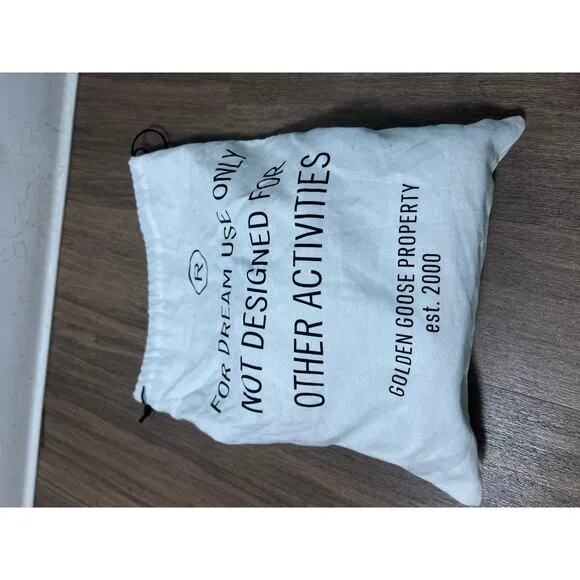 ®
FOR DREAM USE ONLY
NOT DESIGNED FOR
OTHER ACTIVITIES
GOLDEN GOOSE PROPERTY
est. 2000